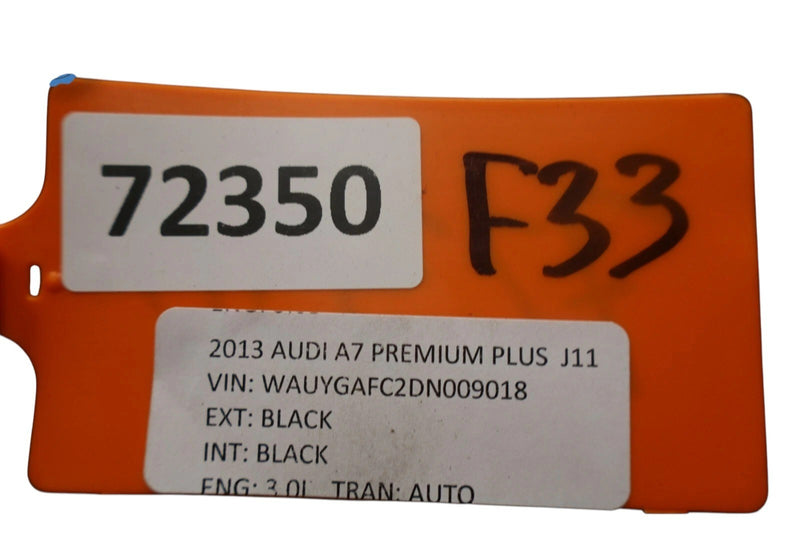 72350
F33
2013 AUDI A7 PREMIUM PLUS J11
VIN: WAUYGAFC2DN009018
EXT: BLACK
INT: BLACK
ENG: 3.0L TRAN: AUTO